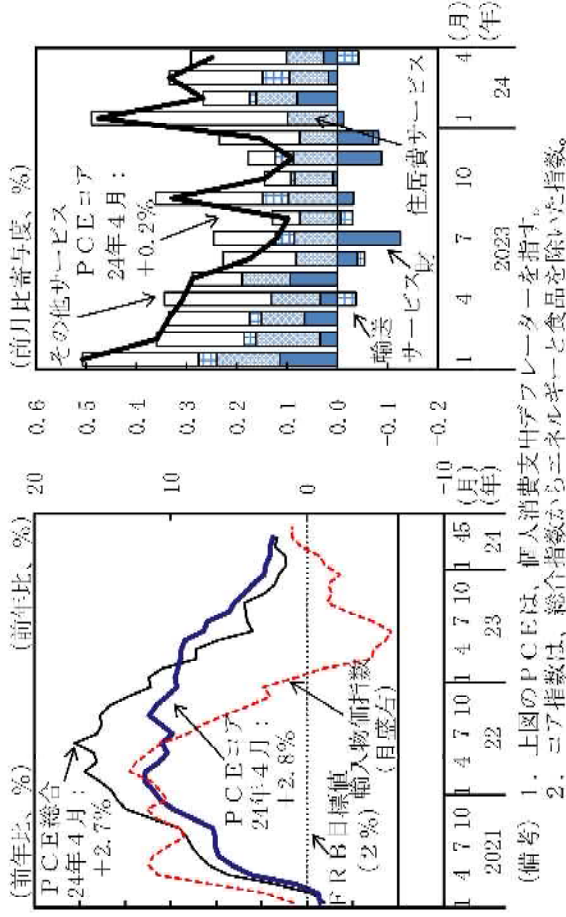 (前年比、%)
(前年比、%)
20
10
0
-10
PCE総合
24年4月:
+2.7%
PCEコア
24年4月:
+2.8%
輸入物価指数
(目盛右)
FRB目標値
(2%)
1 4 7 10 1 4 7 10 1 4 7 10 1 45 (月)
2021 22 23 24 (年)
(前月比寄与度、%)
0.6
0.5
0.4
0.3
0.2
0.1
0.0
-0.1
-0.2
その他サービス
PCEコア
24年4月:
+0.2%
輸送
サービス
財
住居費サービス
1 4 7 10 1 4 (月)
2023 24 (年)
(備考) 1.上図のPCEは、個人消費支出デフレーターを指す。
2.コア指数は、総合指数からエネルギーと食品を除いた指数。